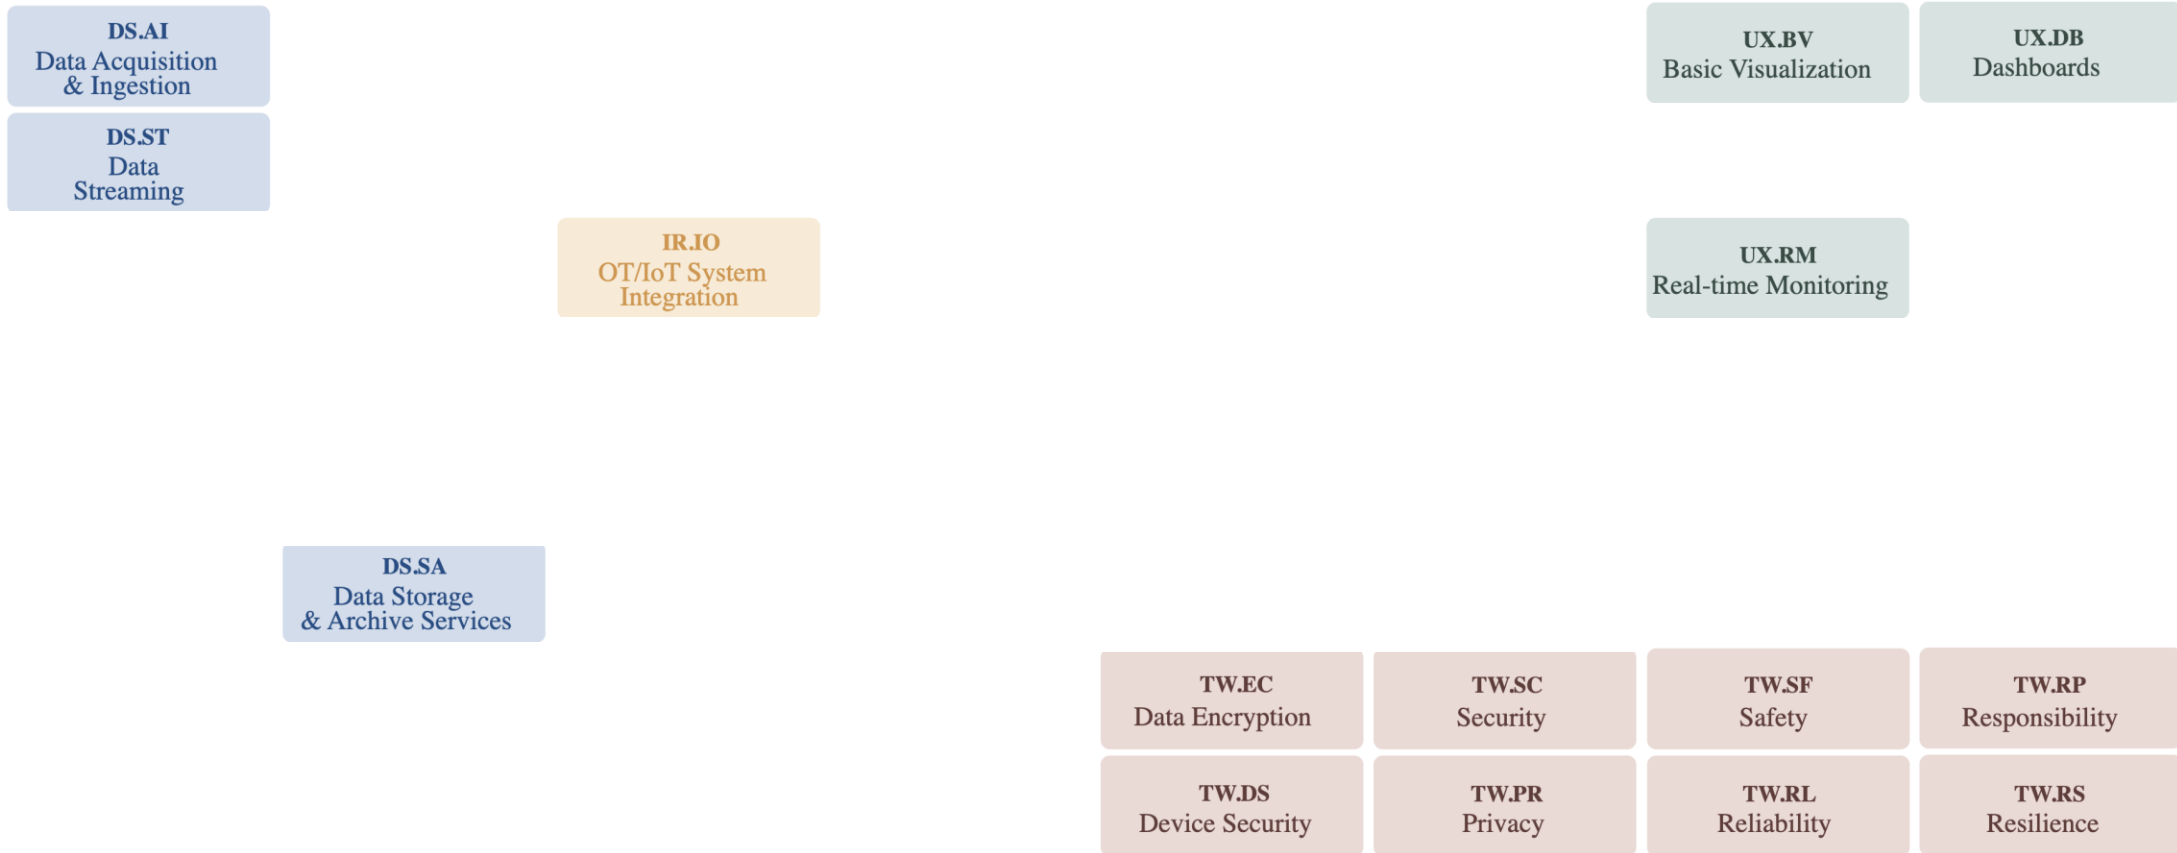 DS.AI
Data Acquisition
& Ingestion
UX.BV
Basic Visualization
UX.DB
Dashboards
DS.ST
Data
Streaming
IR.IO
OT/IoT System
Integration
UX.RM
Real-time Monitoring
DS.SA
Data Storage
& Archive Services
TW.EC
Data Encryption
TW.SC
Security
TW.SF
Safety
TW.RP
Responsibility
TW.DS
Device Security
TW.PR
Privacy
TW.RL
Reliability
TW.RS
Resilience